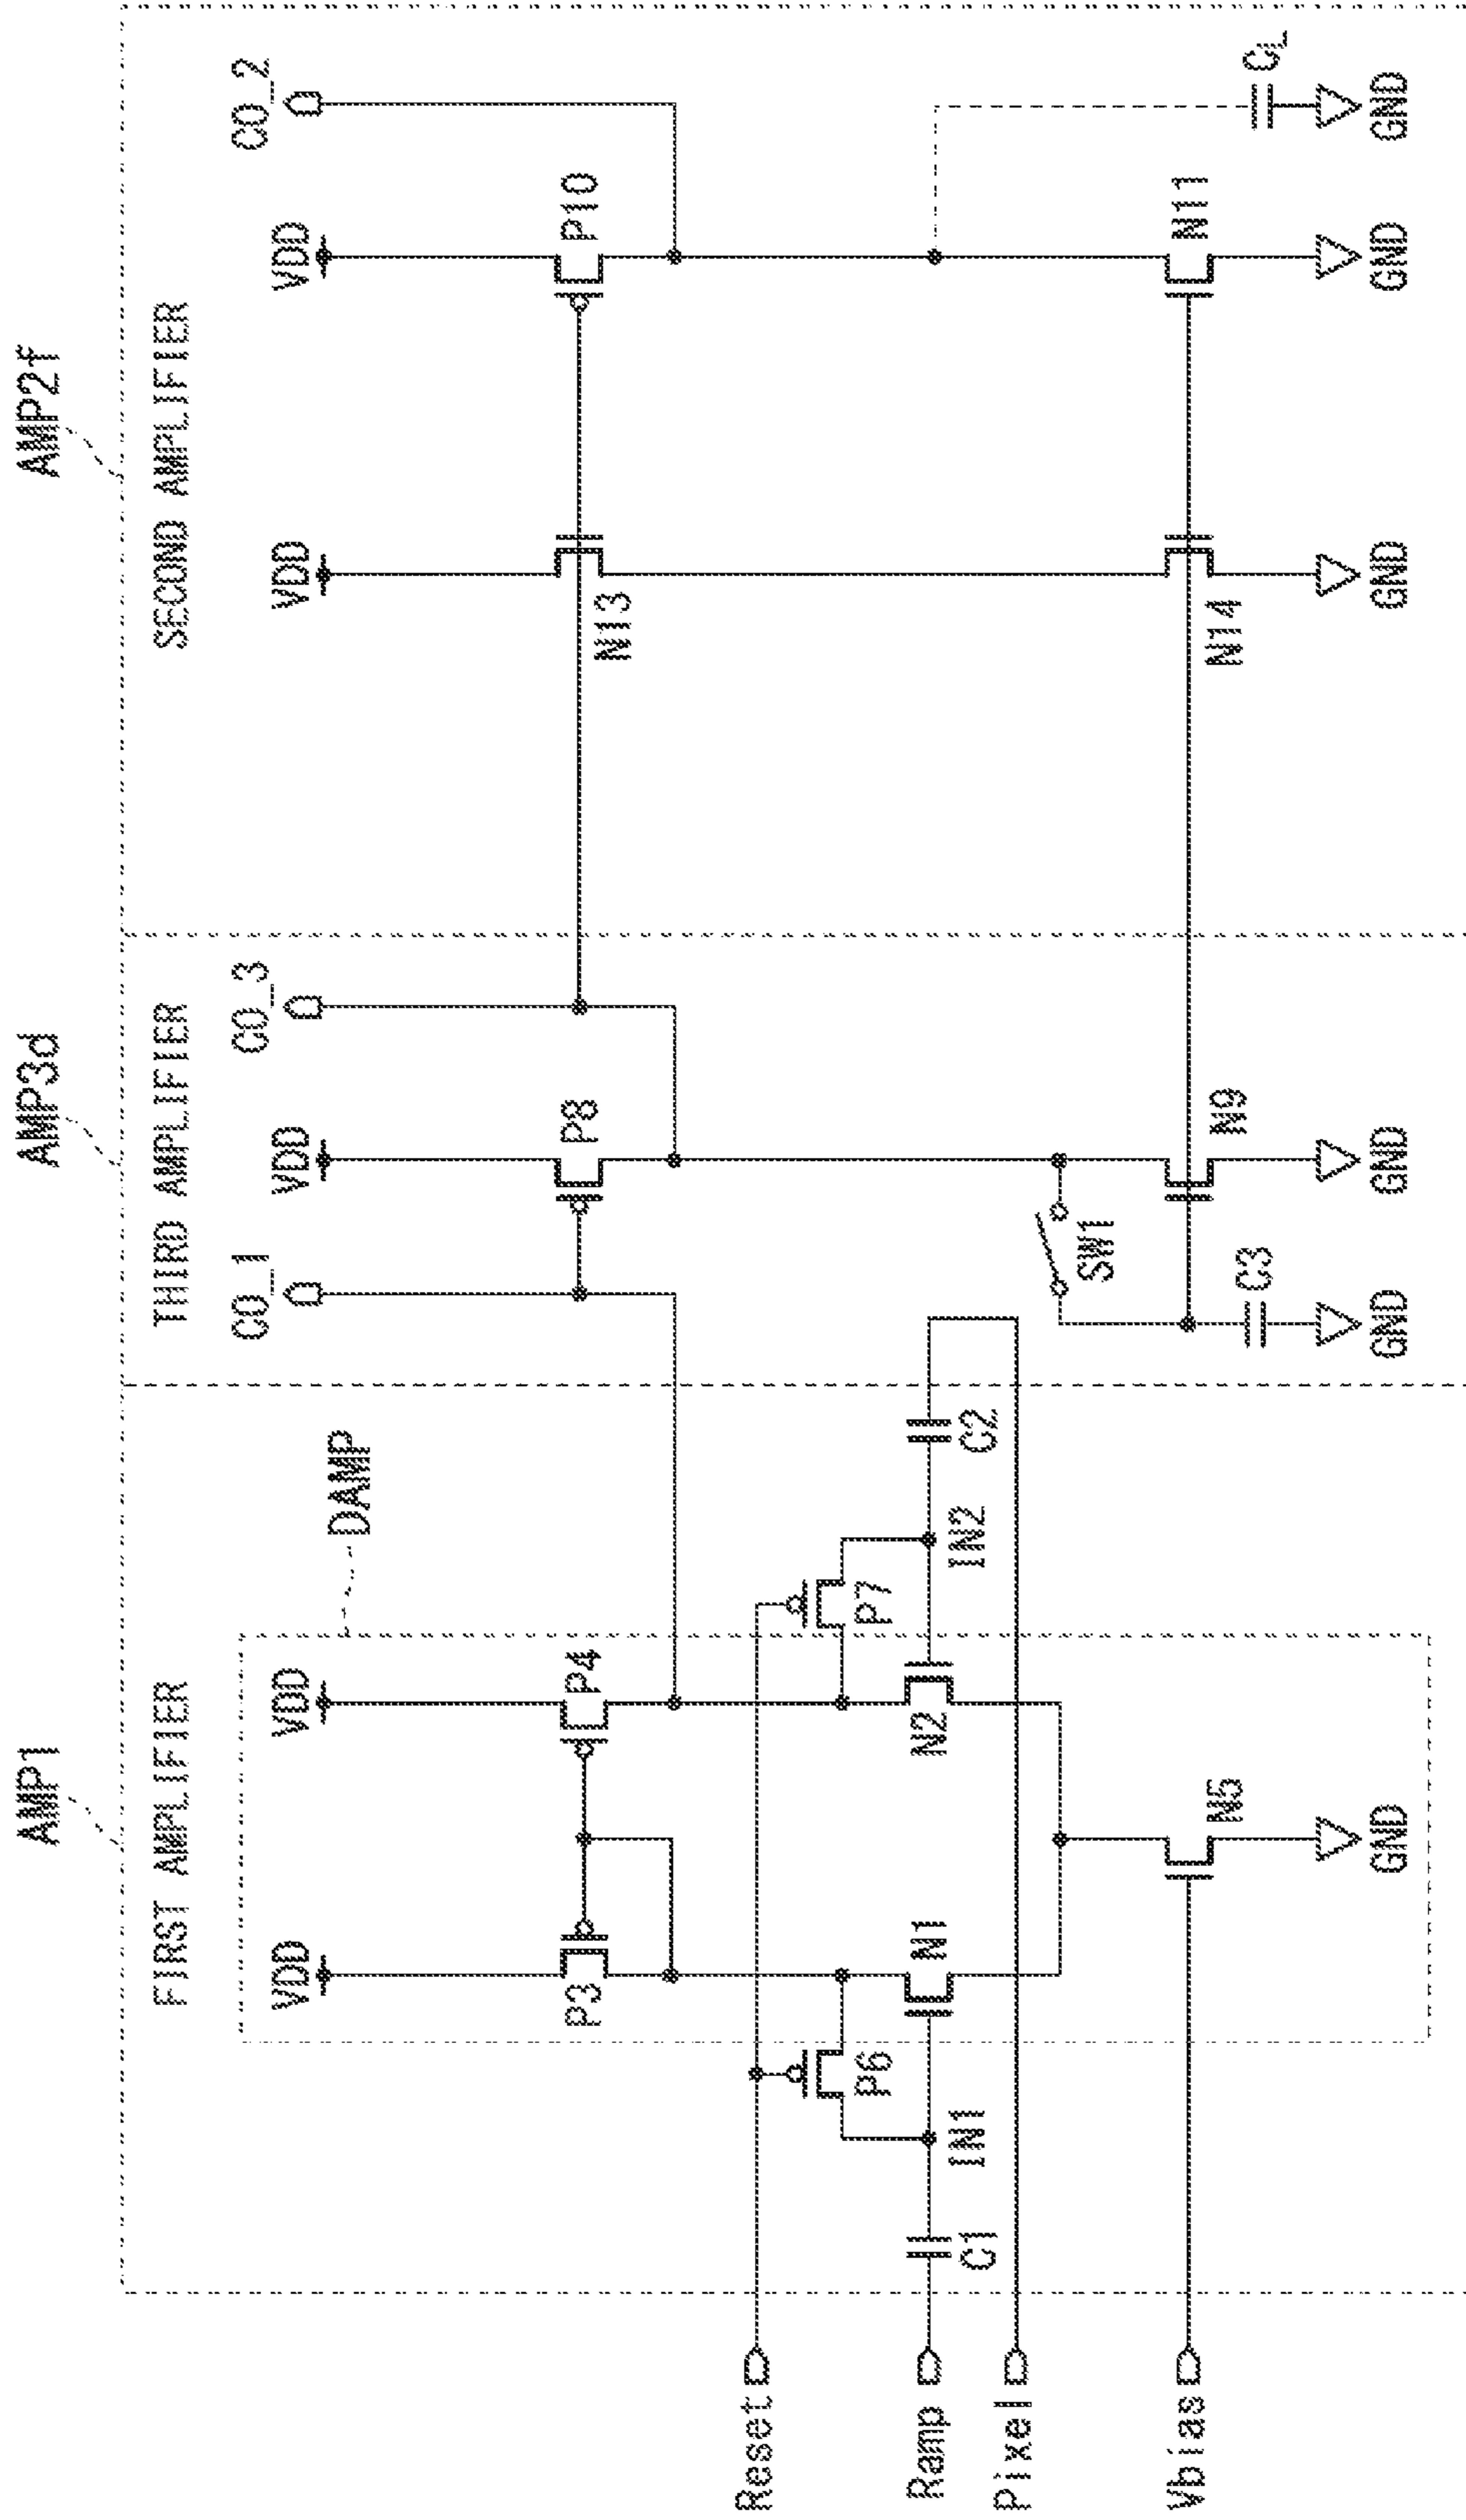 AMP1
AMP3d
AMP2f
FIRST AMPLIFIER
THIRD AMPLIFIER
SECOND AMPLIFIER
DAMP
CO_1
CO_3
CO_2
VDD
VDD
VDD
VDD
VDD
P3
P4
P8
N13
P10
Reset
P6
P7
Ramp
C1
IN1
N1
N2
IN2
C2
Pixel
SW1
Vbias
N5
C3
N9
N14
N11
CL
GND
GND
GND
GND
GND
GND